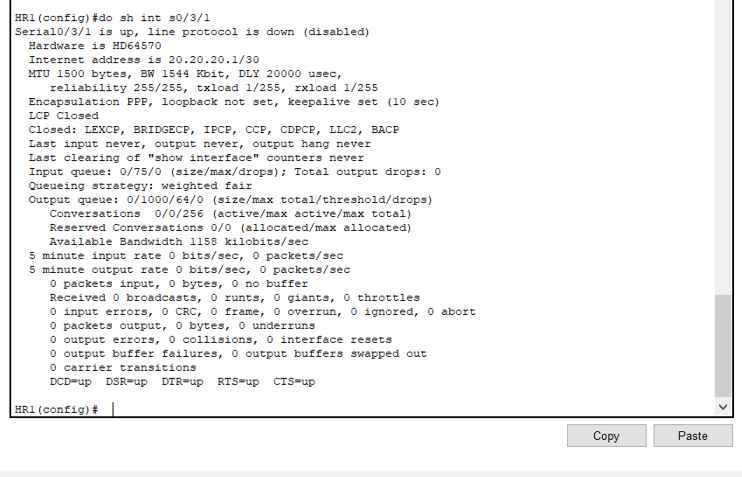 HR1(config)#do sh int s0/3/1
Serial0/3/1 is up, line protocol is down (disabled)
Hardware is HD64570
Internet address is 20.20.20.1/30
MTU 1500 bytes, BW 1544 Kbit, DLY 20000 usec,
reliability 255/255, txload 1/255, rxload 1/255
Encapsulation PPP, loopback not set, keepalive set (10 sec)
LCP Closed
Closed: LEXCP, BRIDGECP, IPCP, CCP, CDPCP, LLC2, BACP
Last input never, output never, output hang never
Last clearing of "show interface" counters never
Input queue: 0/75/0 (size/max/drops); Total output drops: 0
Queueing strategy: weighted fair
Output queue: 0/1000/64/0 (size/max total/threshold/drops)
Conversations  0/0/256 (active/max active/max total)
Reserved Conversations 0/0 (allocated/max allocated)
Available Bandwidth 1158 kilobits/sec
5 minute input rate 0 bits/sec, 0 packets/sec
5 minute output rate 0 bits/sec, 0 packets/sec
0 packets input, 0 bytes, 0 no buffer
Received 0 broadcasts, 0 runts, 0 giants, 0 throttles
0 input errors, 0 CRC, 0 frame, 0 overrun, 0 ignored, 0 abort
0 packets output, 0 bytes, 0 underruns
0 output errors, 0 collisions, 0 interface resets
0 output buffer failures, 0 output buffers swapped out
0 carrier transitions
DCD=up  DSR=up  DTR=up  RTS=up  CTS=up
HR1(config)#
Copy Paste